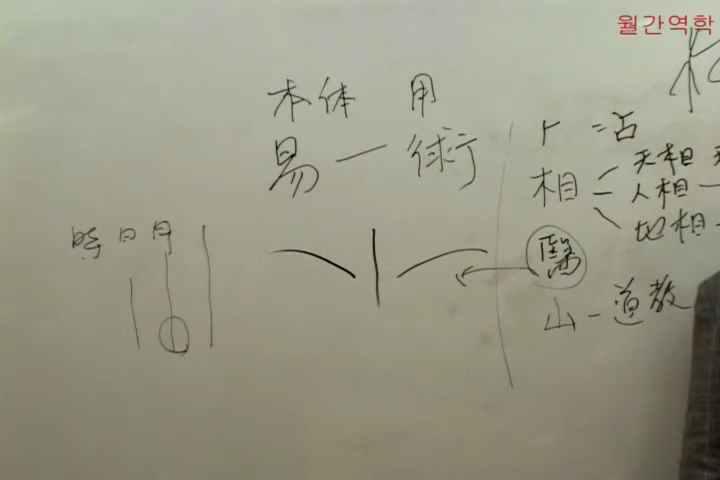 월간역학
本体 用
易 一 術
卜 = 占
相 天相
人相
地相
時 日 月
醫
山 - 道教